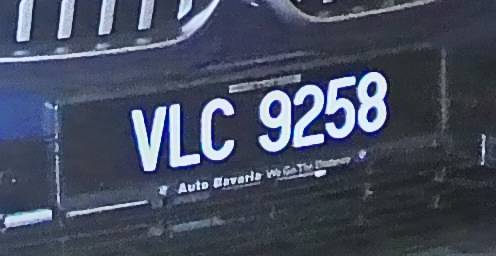 VLC 9258
Auto Bavaria We Go The Distance